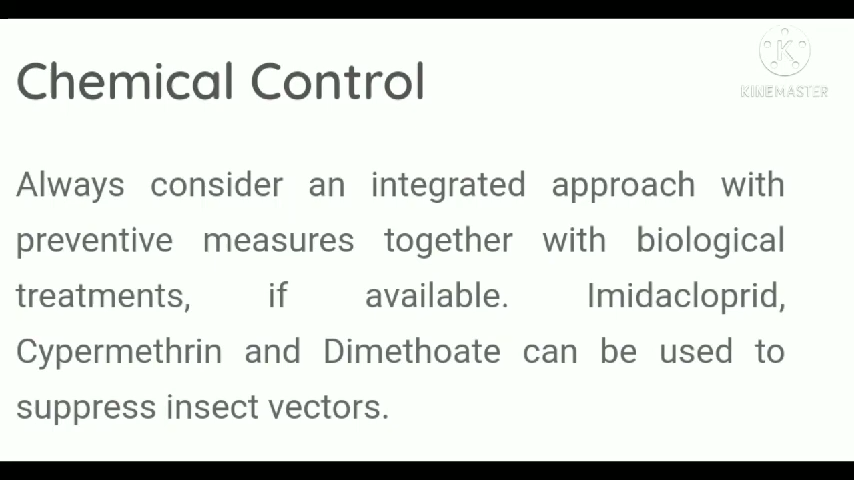 Chemical Control
KINEMASTER
Always consider an integrated approach with
preventive measures together with biological
treatments, if available. Imidacloprid,
Cypermethrin and Dimethoate can be used to
suppress insect vectors.